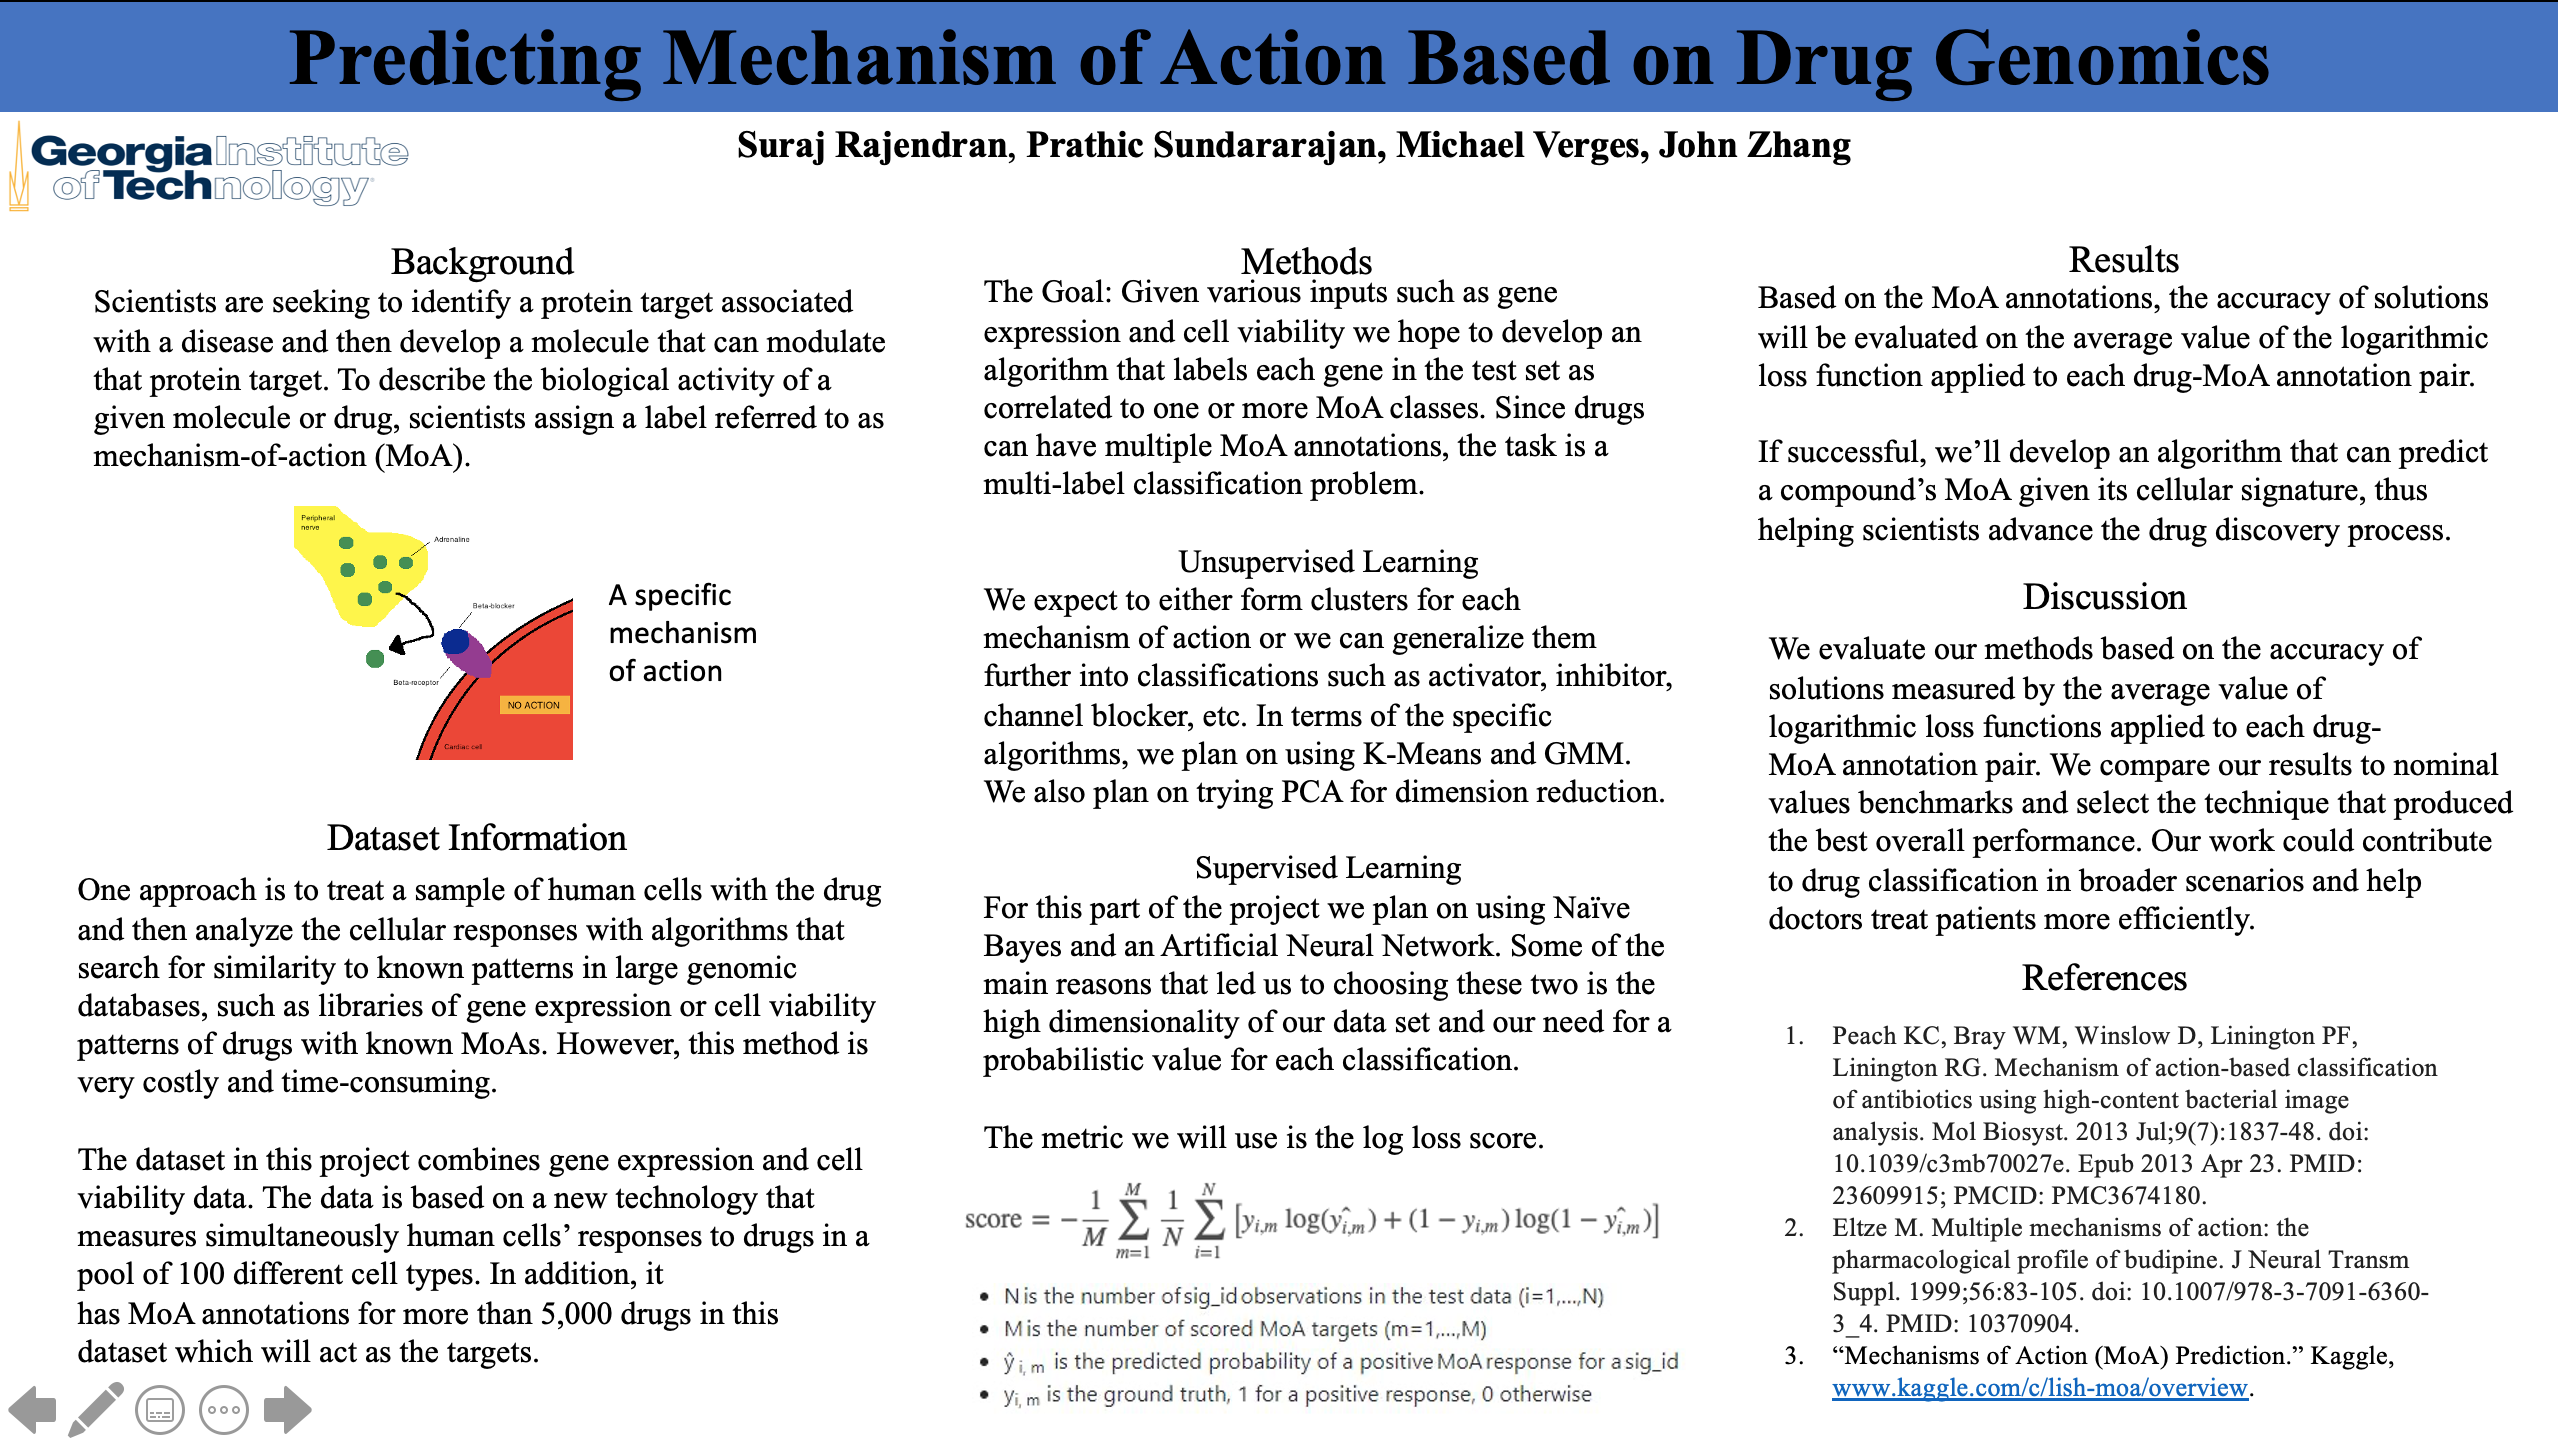 Predicting Mechanism of Action Based on Drug Genomics
Georgia Institute
of Technology
Suraj Rajendran, Prathic Sundararajan, Michael Verges, John Zhang
Background
Scientists are seeking to identify a protein target associated
with a disease and then develop a molecule that can modulate
that protein target. To describe the biological activity of a
given molecule or drug, scientists assign a label referred to as
mechanism-of-action (MoA).
Peripheral
nerve
Adrenaline
Beta-blocker
Beta-receptor
NO ACTION
Cardiac cell
A specific
mechanism
of action
Dataset Information
One approach is to treat a sample of human cells with the drug
and then analyze the cellular responses with algorithms that
search for similarity to known patterns in large genomic
databases, such as libraries of gene expression or cell viability
patterns of drugs with known MoAs. However, this method is
very costly and time-consuming.
The dataset in this project combines gene expression and cell
viability data. The data is based on a new technology that
measures simultaneously human cells’ responses to drugs in a
pool of 100 different cell types. In addition, it
has MoA annotations for more than 5,000 drugs in this
dataset which will act as the targets.
Methods
The Goal: Given various inputs such as gene
expression and cell viability we hope to develop an
algorithm that labels each gene in the test set as
correlated to one or more MoA classes. Since drugs
can have multiple MoA annotations, the task is a
multi-label classification problem.
Unsupervised Learning
We expect to either form clusters for each
mechanism of action or we can generalize them
further into classifications such as activator, inhibitor,
channel blocker, etc. In terms of the specific
algorithms, we plan on using K-Means and GMM.
We also plan on trying PCA for dimension reduction.
Supervised Learning
For this part of the project we plan on using Naïve
Bayes and an Artificial Neural Network. Some of the
main reasons that led us to choosing these two is the
high dimensionality of our data set and our need for a
probabilistic value for each classification.
The metric we will use is the log loss score.
score = −1/M ∑_{m=1}^{M} 1/N ∑_{i=1}^{N} [y_{i,m} log(ŷ_{i,m}) + (1 − y_{i,m}) log(1 − ŷ_{i,m})]
• N is the number of sig_id observations in the test data (i=1,...,N)
• M is the number of scored MoA targets (m=1,...,M)
• ŷ i, m is the predicted probability of a positive MoA response for a sig_id
• y i, m is the ground truth, 1 for a positive response, 0 otherwise
Results
Based on the MoA annotations, the accuracy of solutions
will be evaluated on the average value of the logarithmic
loss function applied to each drug-MoA annotation pair.
If successful, we’ll develop an algorithm that can predict
a compound’s MoA given its cellular signature, thus
helping scientists advance the drug discovery process.
Discussion
We evaluate our methods based on the accuracy of
solutions measured by the average value of
logarithmic loss functions applied to each drug-
MoA annotation pair. We compare our results to nominal
values benchmarks and select the technique that produced
the best overall performance. Our work could contribute
to drug classification in broader scenarios and help
doctors treat patients more efficiently.
References
1. Peach KC, Bray WM, Winslow D, Linington PF,
Linington RG. Mechanism of action-based classification
of antibiotics using high-content bacterial image
analysis. Mol Biosyst. 2013 Jul;9(7):1837-48. doi:
10.1039/c3mb70027e. Epub 2013 Apr 23. PMID:
23609915; PMCID: PMC3674180.
2. Eltze M. Multiple mechanisms of action: the
pharmacological profile of budipine. J Neural Transm
Suppl. 1999;56:83-105. doi: 10.1007/978-3-7091-6360-
3_4. PMID: 10370904.
3. “Mechanisms of Action (MoA) Prediction.” Kaggle,
www.kaggle.com/c/lish-moa/overview.